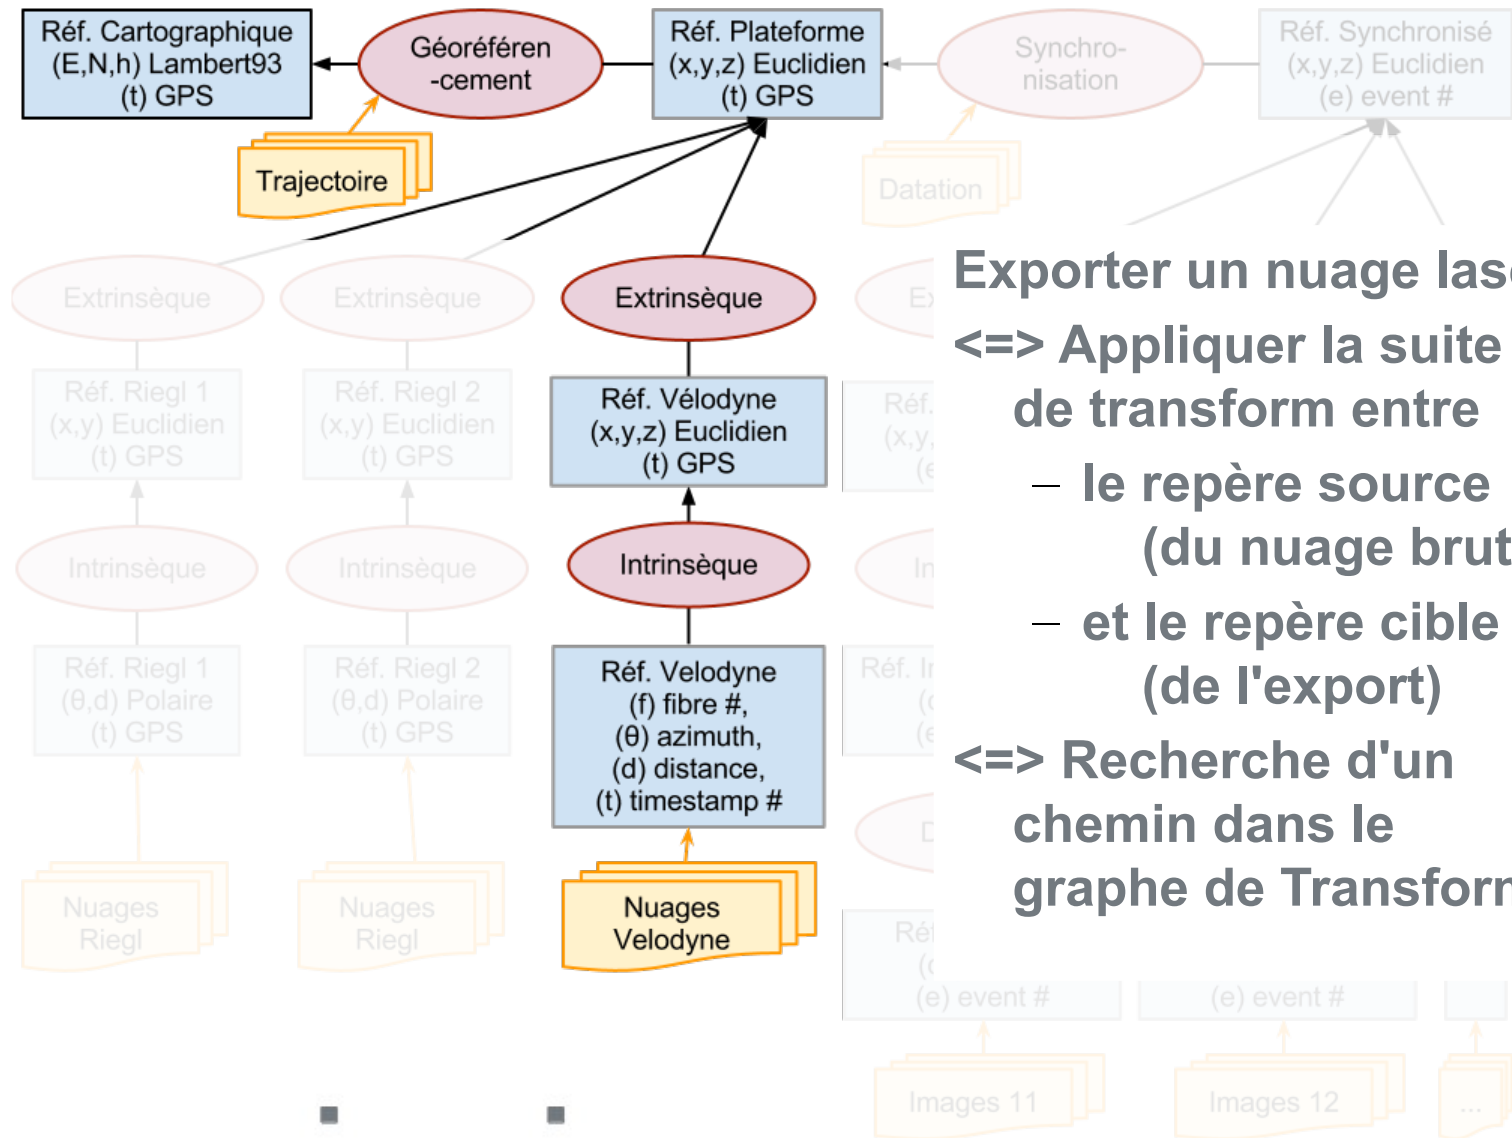 Réf. Cartographique
(E,N,h) Lambert93
(t) GPS
Géoréféren
-cement
Réf. Plateforme
(x,y,z) Euclidien
(t) GPS
Synchro-
nisation
Réf. Synchronisé
(x,y,z) Euclidien
(e) event #
Trajectoire
Datation
Extrinsèque
Extrinsèque
Extrinsèque
Réf. Riegl 1
(x,y) Euclidien
(t) GPS
Réf. Riegl 2
(x,y) Euclidien
(t) GPS
Réf. Vélodyne
(x,y,z) Euclidien
(t) GPS
Intrinsèque
Intrinsèque
Intrinsèque
Réf. Riegl 1
(θ,d) Polaire
(t) GPS
Réf. Riegl 2
(θ,d) Polaire
(t) GPS
Réf. Velodyne
(f) fibre #,
(θ) azimuth,
(d) distance,
(t) timestamp #
Nuages
Riegl
Nuages
Riegl
Nuages
Velodyne
Exporter un nuage
<=> Appliquer la suite
de transform entre
– le repère source
(du nuage brut
– et le repère cible
(de l'export)
<=> Recherche d'un
chemin dans le
graphe de
Réf.
(e) event #
(e) event #
Images 11
Images 12
...